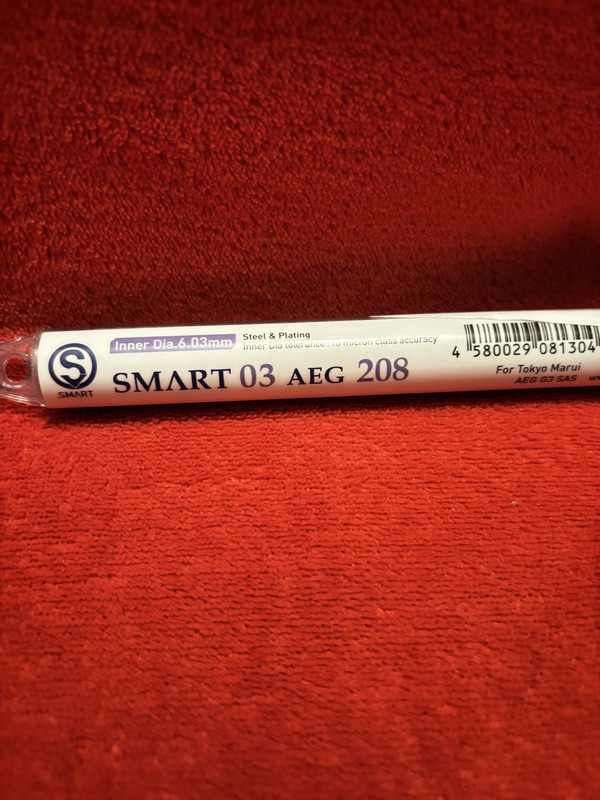 S
.SMART
Inner Dia.6.03mm
Steel & Plating
Inner Dia tolerance: 10 micron class accuracy
SMΛRT 03 AEG 208
4 580029 081304
For Tokyo Marui
AEG G3 SAS